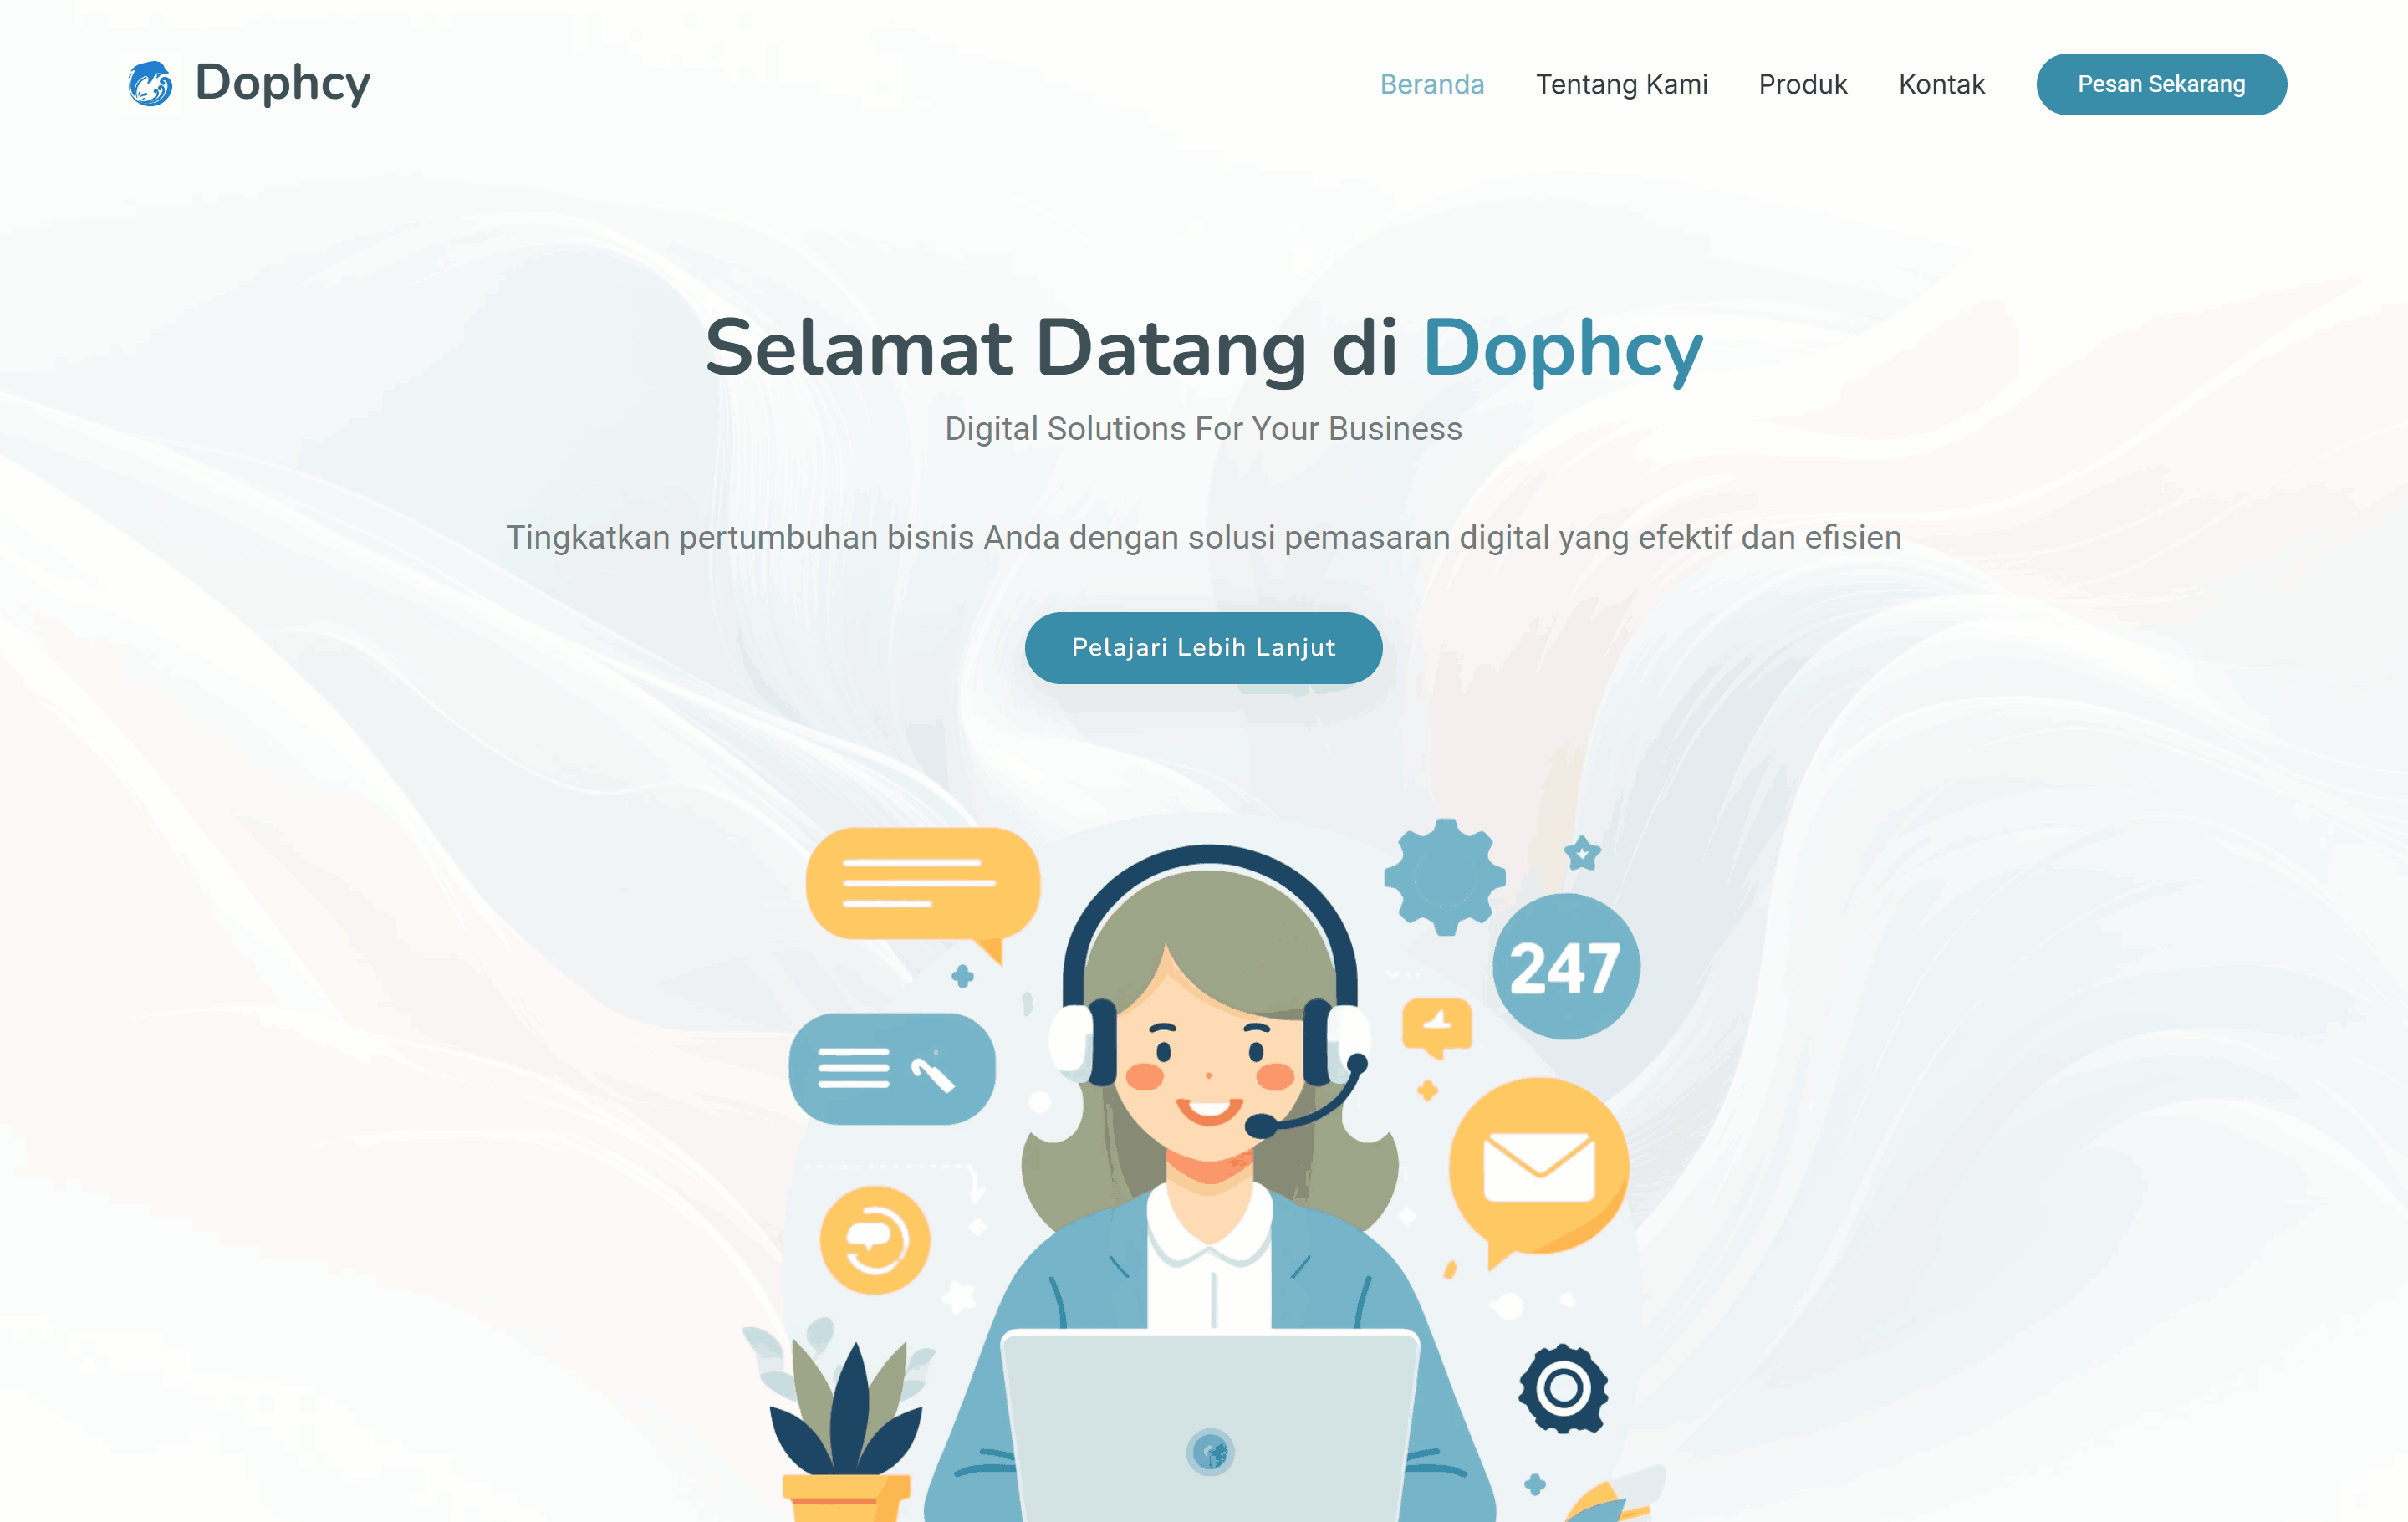 Dophcy
Beranda
Tentang Kami
Produk
Kontak
Pesan Sekarang
Selamat Datang di Dophcy
Digital Solutions For Your Business
Tingkatkan pertumbuhan bisnis Anda dengan solusi pemasaran digital yang efektif dan efisien
Pelajari Lebih Lanjut
247